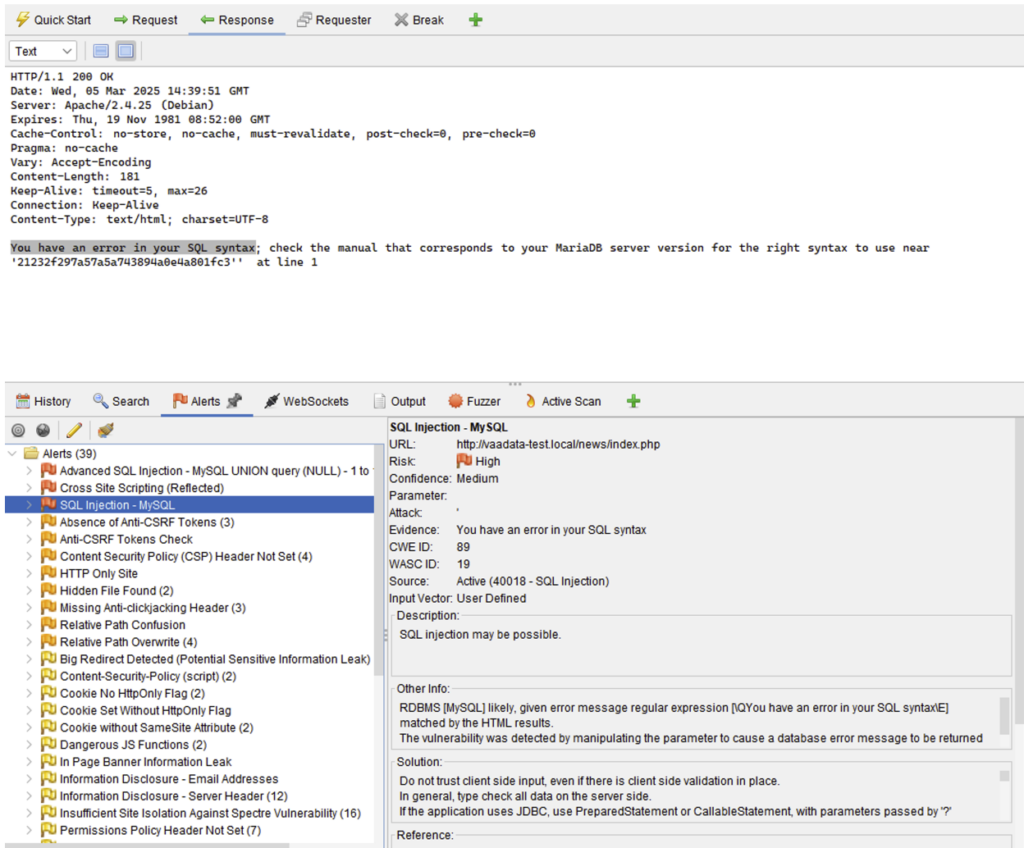 Quick Start Request Response Requester Break
Text
HTTP/1.1 200 OK
Date: Wed, 05 Mar 2025 14:39:51 GMT
Server: Apache/2.4.25 (Debian)
Expires: Thu, 19 Nov 1981 08:52:00 GMT
Cache-Control: no-store, no-cache, must-revalidate, post-check=0, pre-check=0
Pragma: no-cache
Vary: Accept-Encoding
Content-Length: 181
Keep-Alive: timeout=5, max=26
Connection: Keep-Alive
Content-Type: text/html; charset=UTF-8
You have an error in your SQL syntax; check the manual that corresponds to your MariaDB server version for the right syntax to use near
'21232f297a57a5a743894a0e4a801fc3'' at line 1
History Search Alerts WebSockets Output Fuzzer Active Scan
Alerts (39)
Advanced SQL Injection - MySQL UNION query (NULL) - 1 to
Cross Site Scripting (Reflected)
SQL Injection - MySQL
Absence of Anti-CSRF Tokens (3)
Anti-CSRF Tokens Check
Content Security Policy (CSP) Header Not Set (4)
HTTP Only Site
Hidden File Found (2)
Missing Anti-clickjacking Header (3)
Relative Path Confusion
Relative Path Overwrite (4)
Big Redirect Detected (Potential Sensitive Information Leak)
Content-Security-Policy (script) (2)
Cookie No HttpOnly Flag (2)
Cookie Set Without HttpOnly Flag
Cookie without SameSite Attribute (2)
Dangerous JS Functions (2)
In Page Banner Information Leak
Information Disclosure - Email Addresses
Information Disclosure - Server Header (12)
Insufficient Site Isolation Against Spectre Vulnerability (16)
Permissions Policy Header Not Set (7)
SQL Injection - MySQL
URL: http://vaadata-test.local/news/index.php
Risk: High
Confidence: Medium
Parameter:
Attack: '
Evidence: You have an error in your SQL syntax
CWE ID: 89
WASC ID: 19
Source: Active (40018 - SQL Injection)
Input Vector: User Defined
Description:
SQL injection may be possible.
Other Info:
RDBMS [MySQL] likely, given error message regular expression [\QYou have an error in your SQL syntax\E]
matched by the HTML results.
The vulnerability was detected by manipulating the parameter to cause a database error message to be returned
Solution:
Do not trust client side input, even if there is client side validation in place.
In general, type check all data on the server side.
If the application uses JDBC, use PreparedStatement or CallableStatement, with parameters passed by '?'
Reference: